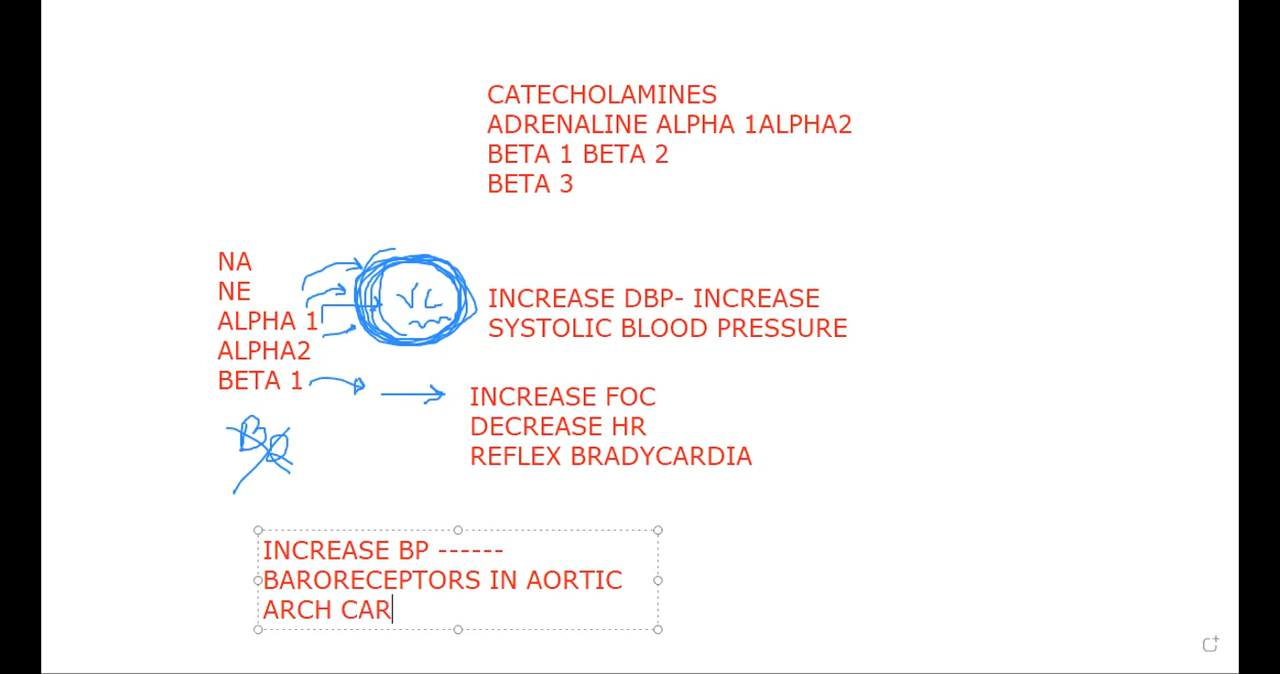 CATECHOLAMINES
ADRENALINE ALPHA 1ALPHA2
BETA 1 BETA 2
BETA 3
NA
NE
ALPHA 1
ALPHA2
BETA 1
VC
INCREASE DBP- INCREASE
SYSTOLIC BLOOD PRESSURE
INCREASE FOC
DECREASE HR
REFLEX BRADYCARDIA
INCREASE BP ------
BARORECEPTORS IN AORTIC
ARCH CAR